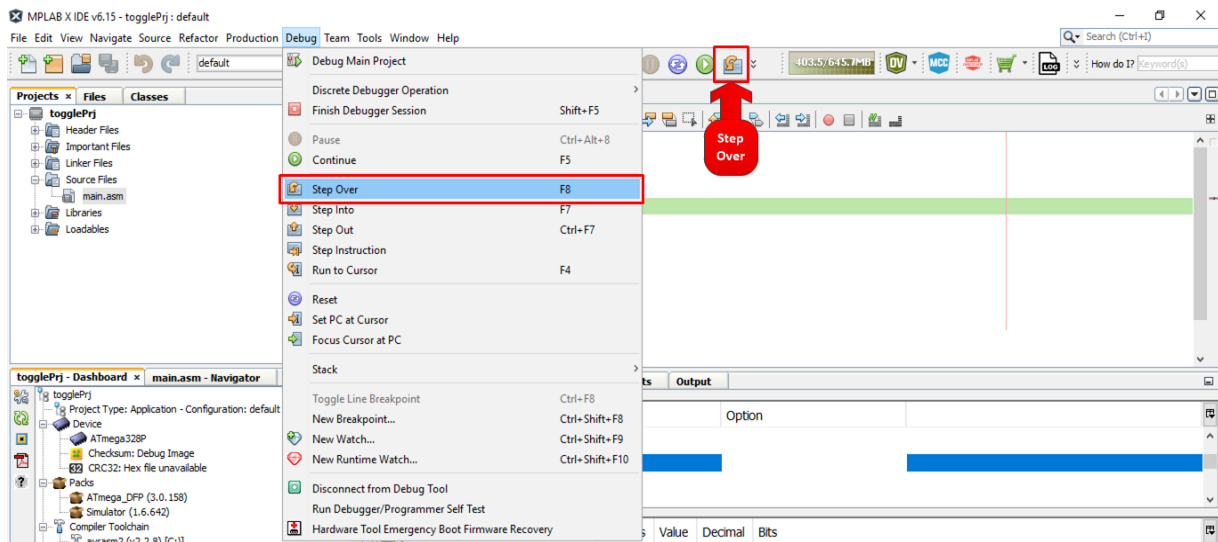 MPLAB X IDE v6.15 - togglePrj : default
File Edit View Navigate Source Refactor Production Debug Team Tools Window Help
Search (Ctrl+I)
default
403.5/645.7MB
DV
MCC
LOG
How do I?
Keyword(s)
Debug Main Project
Discrete Debugger Operation
Finish Debugger Session Shift+F5
Pause Ctrl+Alt+8
Continue F5
Step Over F8
Step Into F7
Step Out Ctrl+F7
Step Instruction
Run to Cursor F4
Reset
Set PC at Cursor
Focus Cursor at PC
Stack
Toggle Line Breakpoint Ctrl+F8
New Breakpoint... Ctrl+Shift+F8
New Watch... Ctrl+Shift+F9
New Runtime Watch... Ctrl+Shift+F10
Disconnect from Debug Tool
Run Debugger/Programmer Self Test
Hardware Tool Emergency Boot Firmware Recovery
Step
Over
Projects Files Classes
togglePrj
Header Files
Important Files
Linker Files
Source Files
main.asm
Libraries
Loadables
togglePrj - Dashboard main.asm - Navigator
togglePrj
Project Type: Application - Configuration: default
Device
ATmega328P
Checksum: Debug Image
CRC32: Hex file unavailable
Packs
ATmega_DFP (3.0.158)
Simulator (1.6.642)
Compiler Toolchain
avrasm2 (v2.2.8) [C:\]
ts Output
Option
Value Decimal Bits